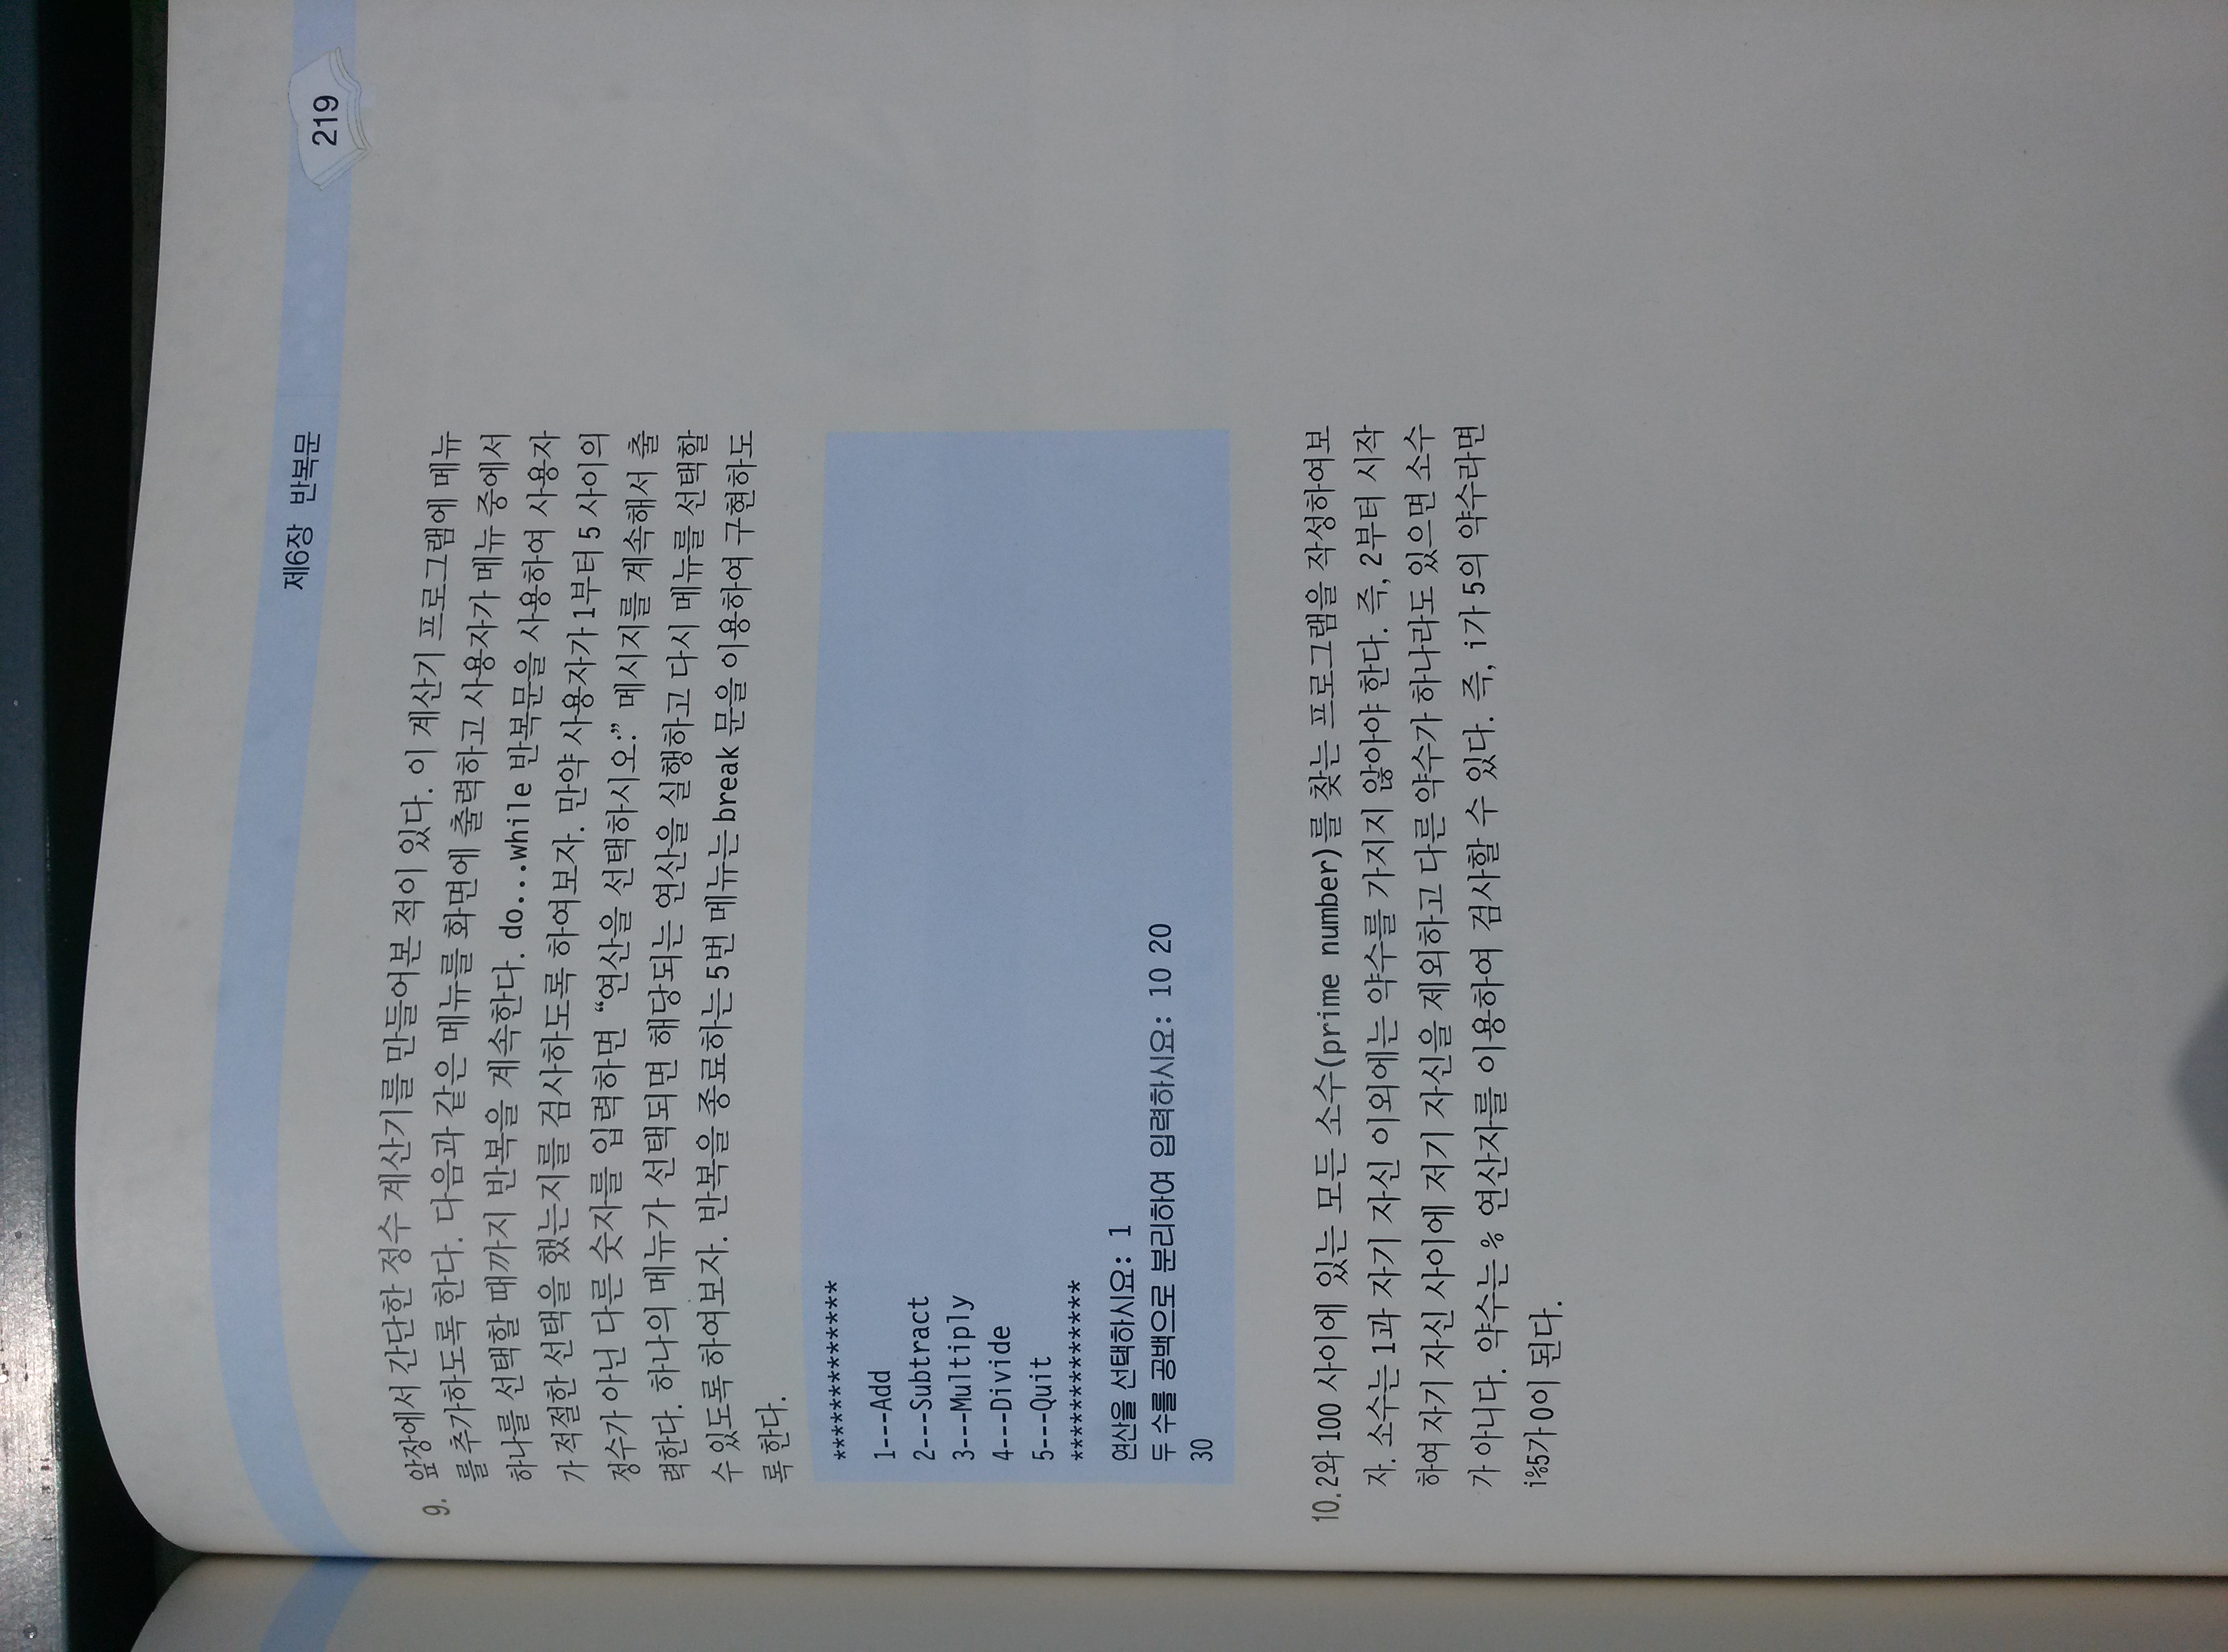 제6장 반복문
219
9. 앞장에서 간단한 정수 계산기를 만들어본 적이 있다. 이 계산기 프로그램에 메뉴
를 추가하도록 한다. 다음과 같은 메뉴를 화면에 출력하고 사용자가 메뉴 중에서
하나를 선택할 때까지 반복을 계속한다. do...while 반복문을 사용하여 사용자
가 적절한 선택을 했는지를 검사하도록 하여보자. 만약 사용자가 1부터 5 사이의
정수가 아닌 다른 숫자를 입력하면 “연산을 선택하시오:” 메시지를 계속해서 출
력한다. 하나의 메뉴가 선택되면 해당되는 연산을 실행하고 다시 메뉴를 선택할
수 있도록 하여보자. 반복을 종료하는 5번 메뉴는 break 문을 이용하여 구현하도
록 한다.
*************
1---Add
2---Subtract
3---Multiply
4---Divide
5---Quit
*************
연산을 선택하시요: 1
두 수를 공백으로 분리하여 입력하시요: 10 20
30
10. 2와 100 사이에 있는 모든 소수(prime number)를 찾는 프로그램을 작성하여보
자. 소수는 1과 자기 자신 이외에는 약수를 가지지 않아야 한다. 즉, 2부터 시작
하여 자기 자신 사이에 저기 자신을 제외하고 다른 약수가 하나라도 있으면 소수
가 아니다. 약수는 % 연산자를 이용하여 검사할 수 있다. 즉, i가 5의 약수라면
i%5가 0이 된다.